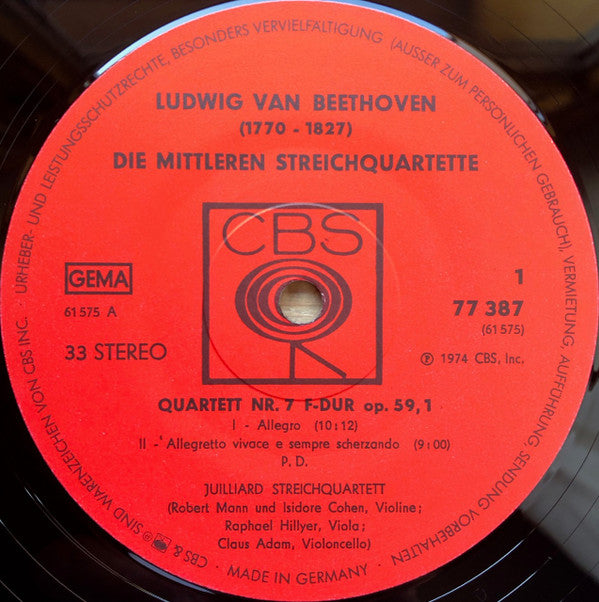 URHEBER- UND LEISTUNGSSCHUTZRECHTE, BESONDERS VERVIELFÄLTIGUNG (AUSSER ZUM PERSÖNLICHEN GEBRAUCH), VERMIETUNG, AUFFÜHRUNG, SENDUNG VORBEHALTEN
LUDWIG VAN BEETHOVEN
(1770 - 1827)
DIE MITTLEREN STREICHQUARTETTE
CBS
GEMA
61 575 A
33 STEREO
1
77 387
(61 575)
Ⓟ 1974 CBS, Inc.
QUARTETT NR. 7 F-DUR op. 59, 1
I - Allegro (10:12)
II - Allegretto vivace e sempre scherzando (9:00)
P. D.
JUILLIARD STREICHQUARTETT
(Robert Mann und Isidore Cohen, Violine;
Raphael Hillyer, Viola;
Claus Adam, Violoncello)
CBS & SIND WARENZEICHEN VON CBS INC.
· MADE IN GERMANY ·